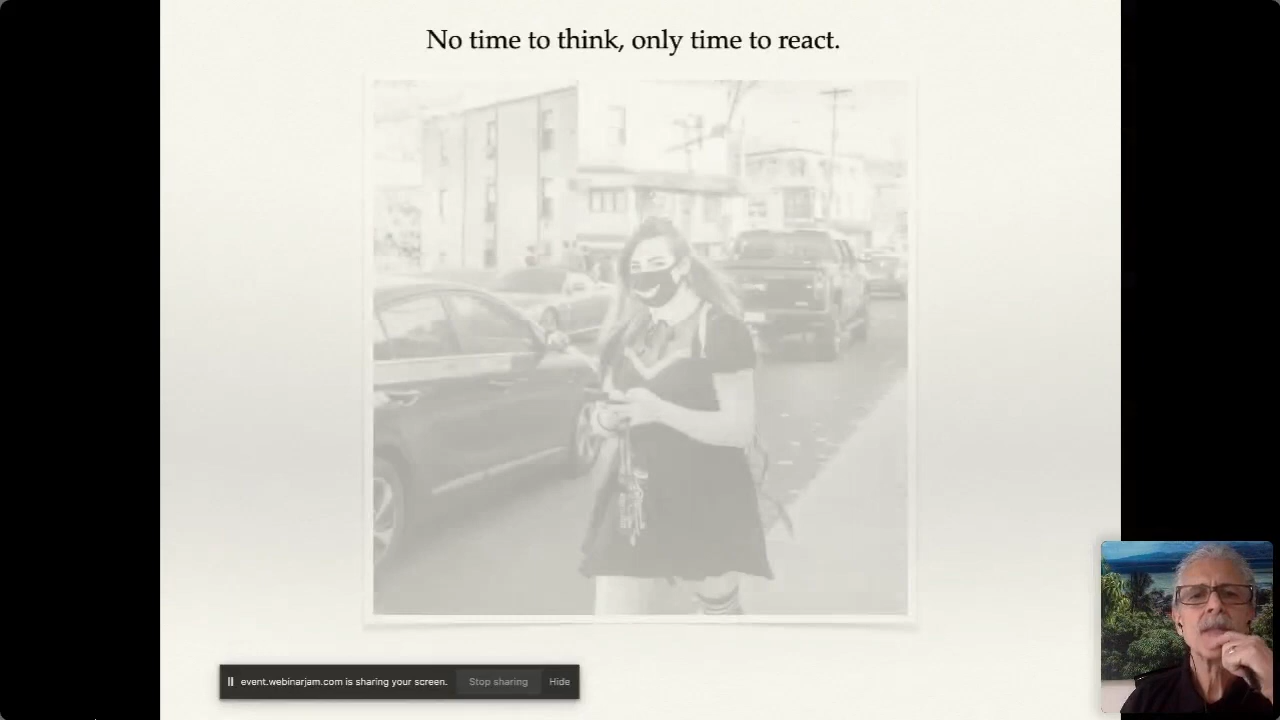 No time to think, only time to react.
event.webinarjam.com is sharing your screen. Stop sharing Hide